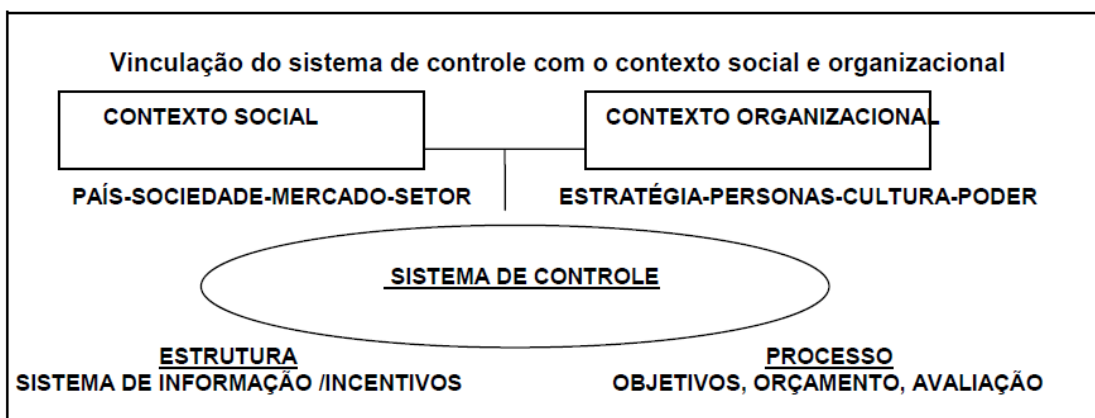 Vinculação do sistema de controle com o contexto social e organizacional
CONTEXTO SOCIAL
CONTEXTO ORGANIZACIONAL
PAÍS-SOCIEDADE-MERCADO-SETOR
ESTRATÉGIA-PERSONAS-CULTURA-PODER
SISTEMA DE CONTROLE
ESTRUTURA
SISTEMA DE INFORMAÇÃO /INCENTIVOS
PROCESSO
OBJETIVOS, ORÇAMENTO, AVALIAÇÃO